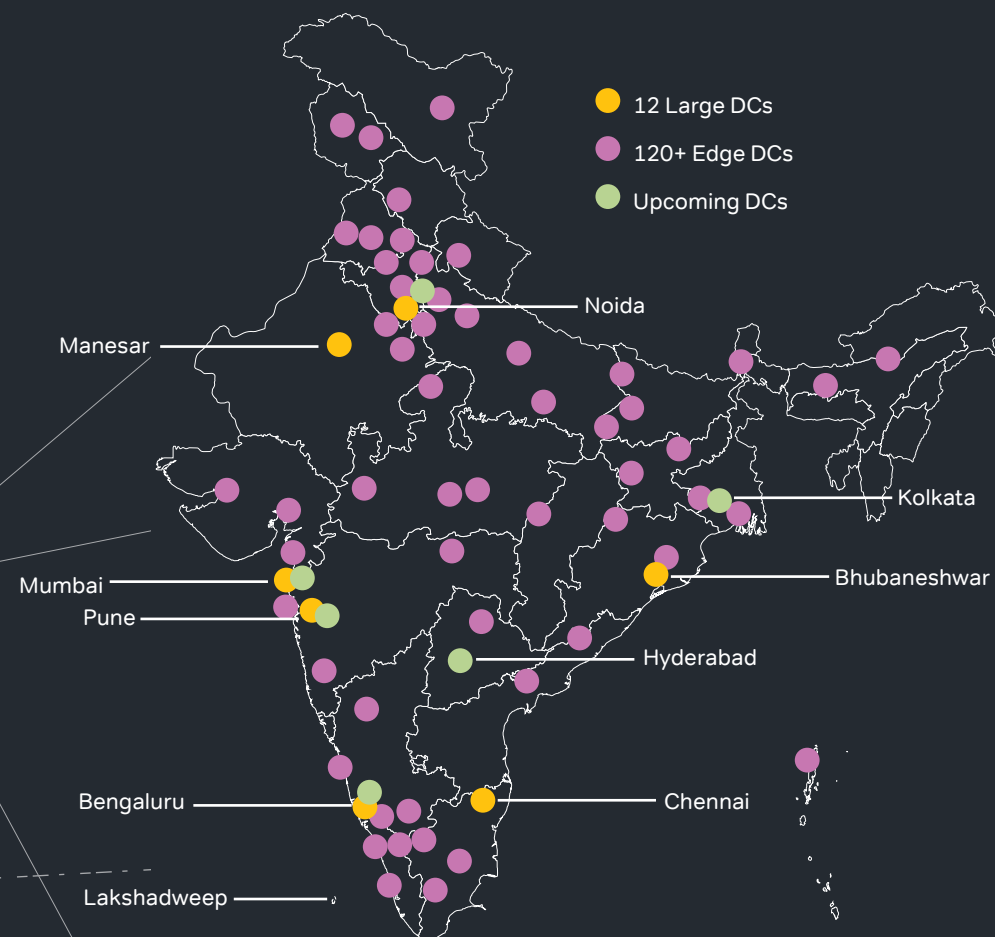 12 Large DCs
120+ Edge DCs
Upcoming DCs
Noida
Manesar
Kolkata
Mumbai
Bhubaneshwar
Pune
Hyderabad
Bengaluru
Chennai
Lakshadweep